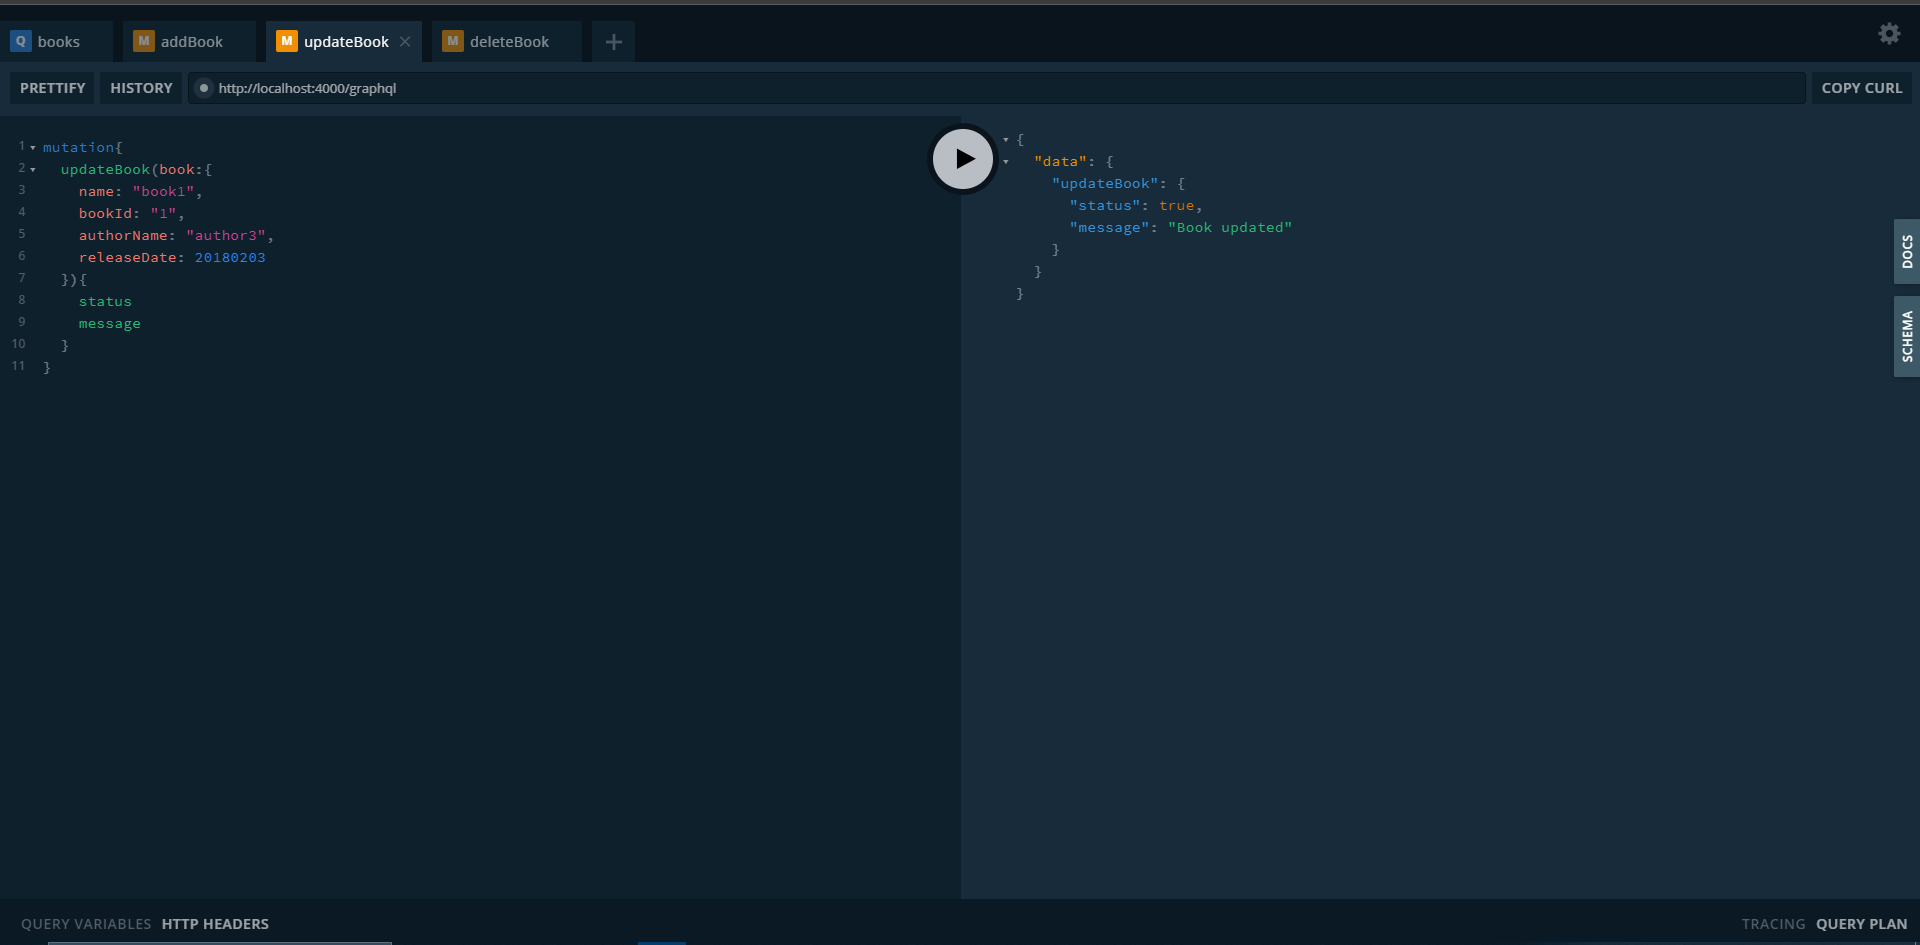 Q books M addBook M updateBook M deleteBook
PRETTIFY HISTORY http://localhost:4000/graphql COPY CURL
1 mutation{
2 updateBook(book:{
3 name: "book1",
4 bookId: "1",
5 authorName: "author3",
6 releaseDate: 20180203
7 }){
8 status
9 message
10 }
11 }
{
"data": {
"updateBook": {
"status": true,
"message": "Book updated"
}
}
}
DOCS
SCHEMA
QUERY VARIABLES HTTP HEADERS TRACING QUERY PLAN